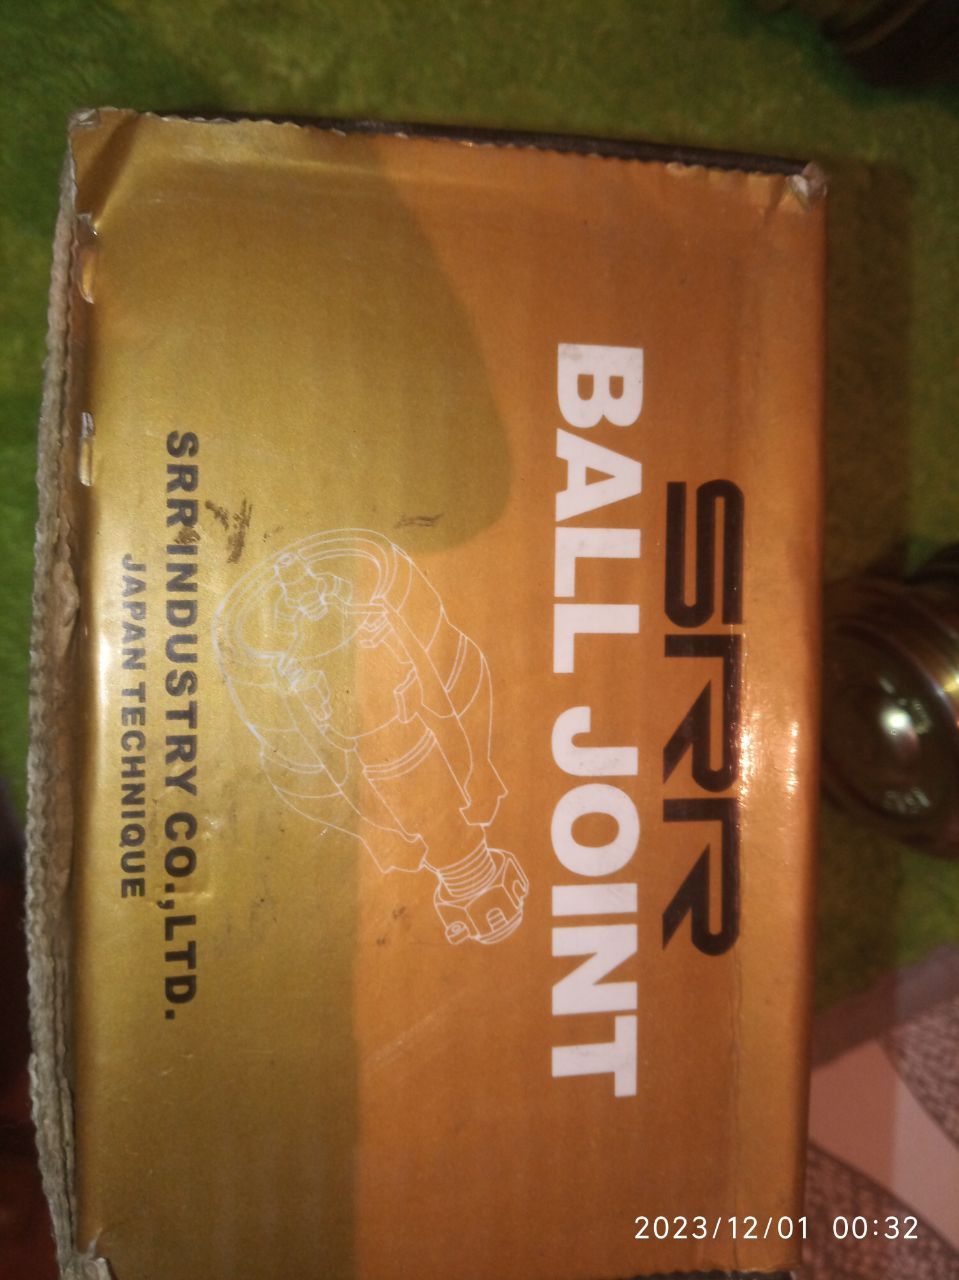 SRR
BALL JOINT
SRR INDUSTRY CO.,LTD.
JAPAN TECHNIQUE
2023/12/01 00:32